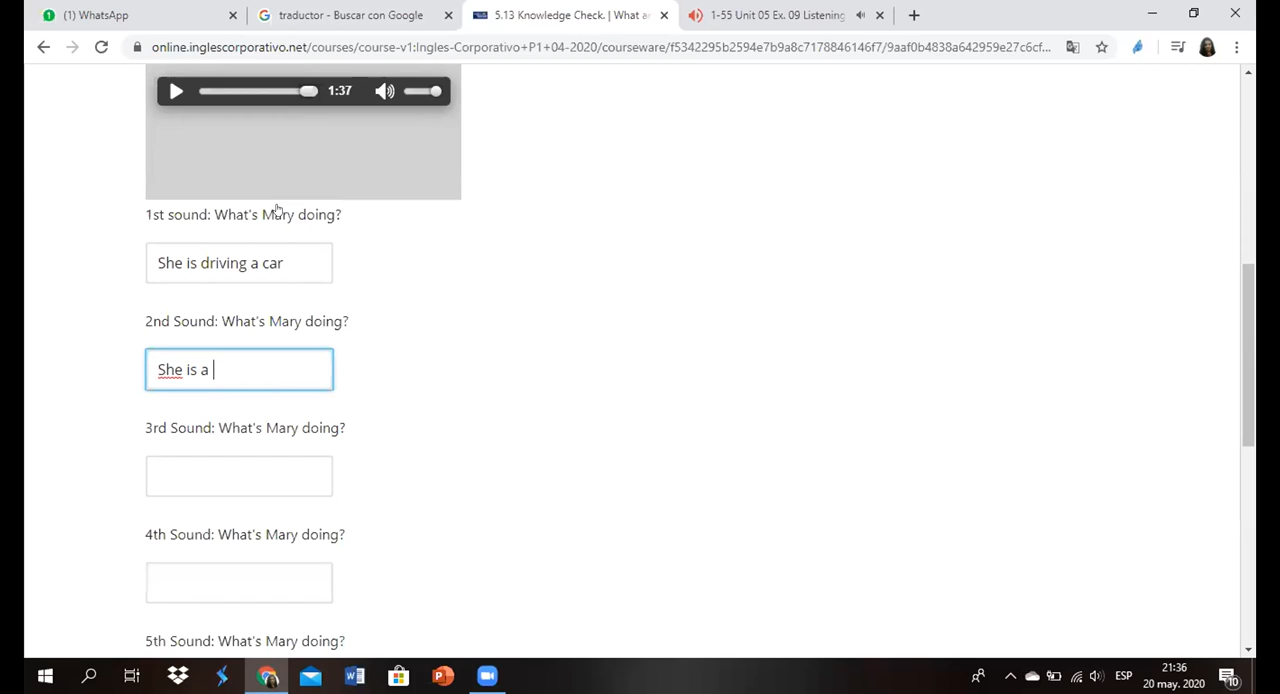 (1) WhatsApp
traductor - Buscar con Google
5.13 Knowledge Check. | What a
1-55 Unit 05 Ex. 09 Listening
online.inglescorporativo.net/courses/course-v1:Ingles-Corporativo+P1+04-2020/courseware/f5342295b2594e7b9a8c7178846146f7/9aaf0b4838a642959e27c6cf...
1:37
1st sound: What's Mary doing?
She is driving a car
2nd Sound: What's Mary doing?
She is a
3rd Sound: What's Mary doing?
4th Sound: What's Mary doing?
5th Sound: What's Mary doing?
ESP
21:36
20 may. 2020
10